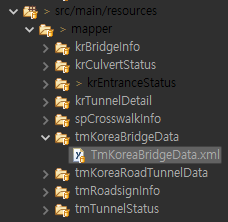 > src/main/resources
mapper
krBridgeInfo
krCulvertStatus
> krEntranceStatus
krTunnelDetail
spCrosswalkInfo
tmKoreaBridgeData
TmKoreaBridgeData.xml
tmKoreaRoadTunnelData
tmRoadsignInfo
tmTunnelStatus